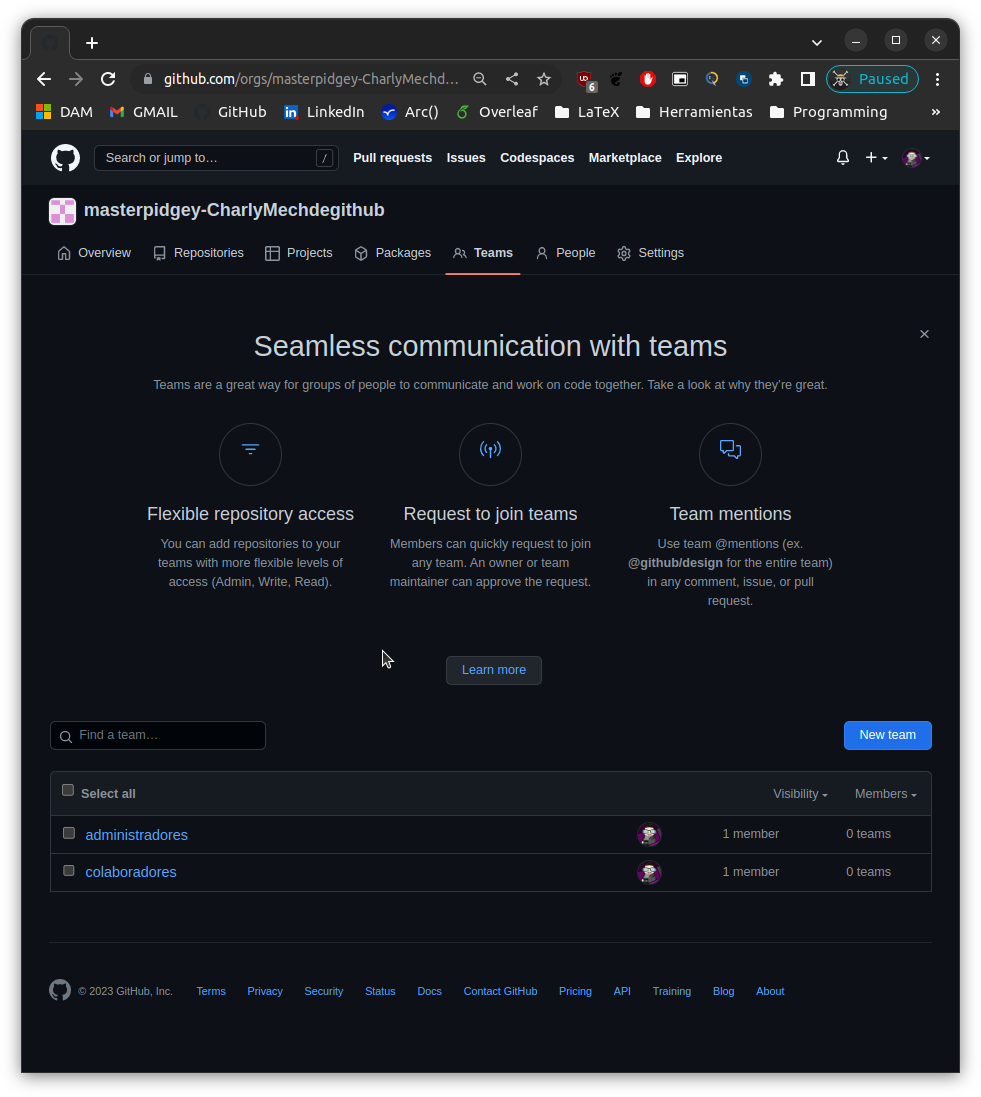 github.com/orgs/masterpidgey-CharlyMechd…
6
Paused
DAM
GMAIL
GitHub
LinkedIn
Arc()
Overleaf
LaTeX
Herramientas
Programming
»
Search or jump to…
/
Pull requests
Issues
Codespaces
Marketplace
Explore
masterpidgey-CharlyMechdegithub
Overview
Repositories
Projects
Packages
Teams
People
Settings
Seamless communication with teams
Teams are a great way for groups of people to communicate and work on code together. Take a look at why they're great.
Flexible repository access
You can add repositories to your
teams with more flexible levels of
access (Admin, Write, Read).
Request to join teams
Members can quickly request to join
any team. An owner or team
maintainer can approve the request.
Team mentions
Use team @mentions (ex.
@github/design for the entire team)
in any comment, issue, or pull
request.
Learn more
Find a team…
New team
Select all
Visibility
Members
administradores
1 member
0 teams
colaboradores
1 member
0 teams
© 2023 GitHub, Inc.
Terms
Privacy
Security
Status
Docs
Contact GitHub
Pricing
API
Training
Blog
About